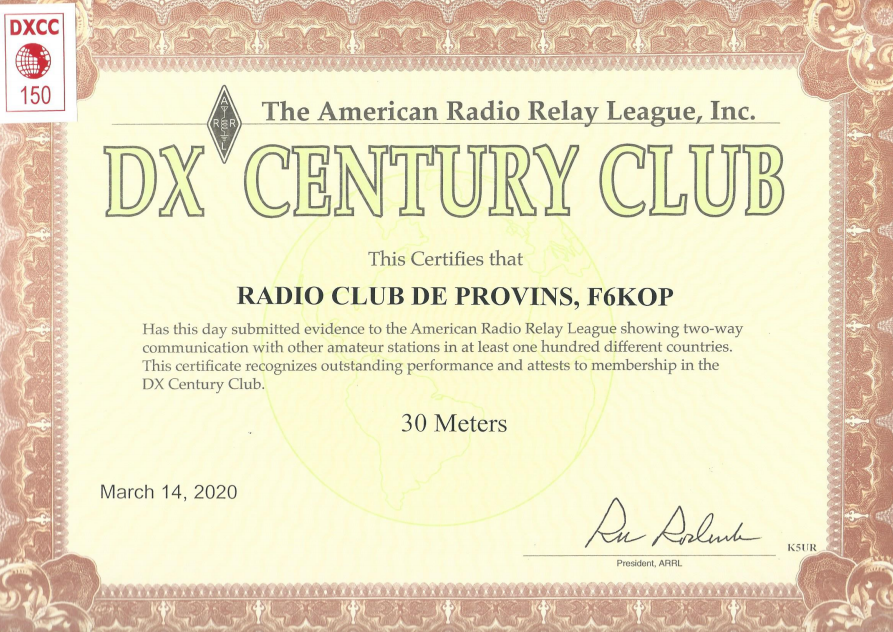 DXCC
150
The American Radio Relay League, Inc.
ARRL
DX CENTURY CLUB
This Certifies that
RADIO CLUB DE PROVINS, F6KOP
Has this day submitted evidence to the American Radio Relay League showing two-way
communication with other amateur stations in at least one hundred different countries.
This certificate recognizes outstanding performance and attests to membership in the
DX Century Club.
30 Meters
March 14, 2020
K5UR
President, ARRL